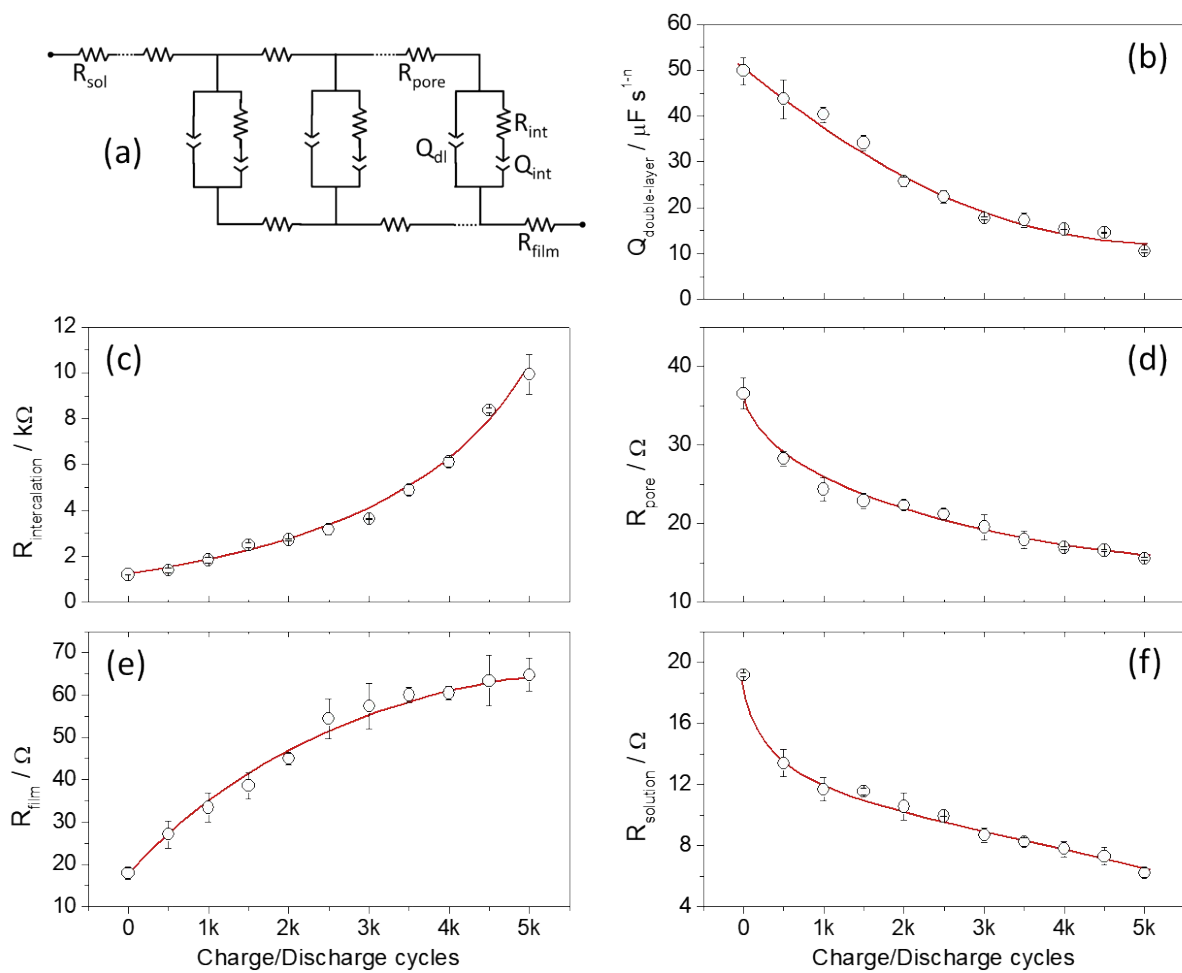 (a)
R_sol
R_pore
R_int
Q_dl
Q_int
R_film
(b)
Q_double-layer / μF s^1-n
60
50
40
30
20
10
0
(c)
R_intercalation / kΩ
12
10
8
6
4
2
0
(d)
R_pore / Ω
40
30
20
10
(e)
R_film / Ω
70
60
50
40
30
20
10
0 1k 2k 3k 4k 5k
Charge/Discharge cycles
(f)
R_solution / Ω
20
16
12
8
4
0 1k 2k 3k 4k 5k
Charge/Discharge cycles